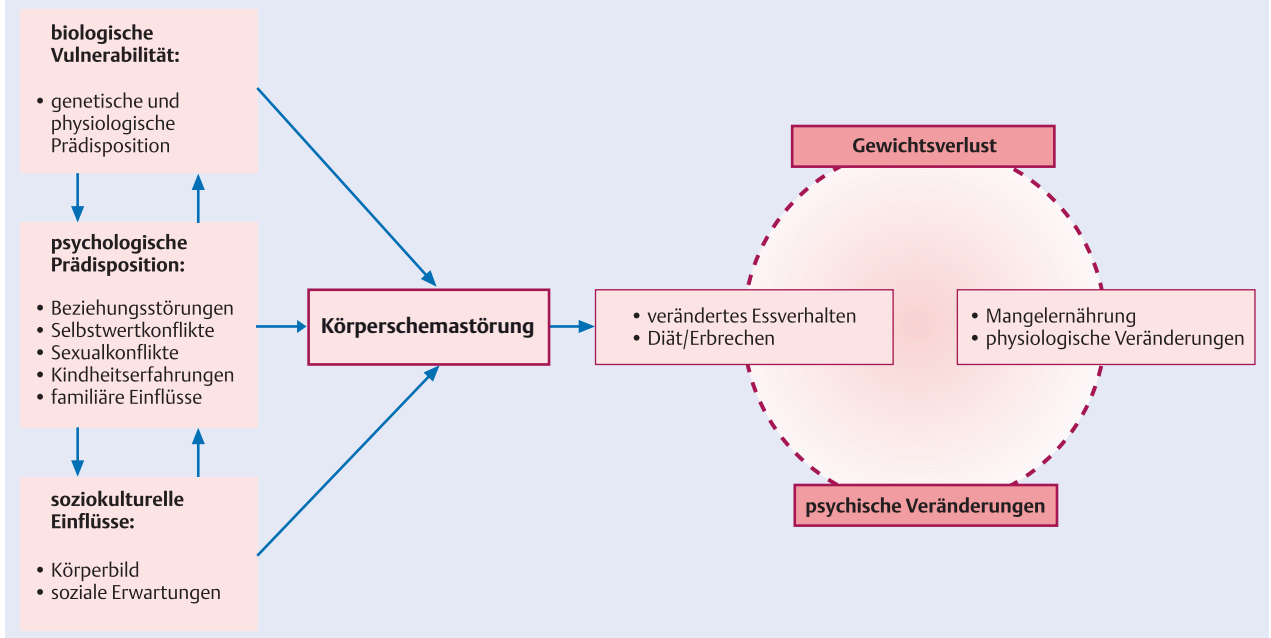 biologische
Vulnerabilität:
• genetische und
physiologische
Prädisposition
psychologische
Prädisposition:
• Beziehungsstörungen
• Selbstwertkonflikte
• Sexualkonflikte
• Kindheitserfahrungen
• familiäre Einflüsse
soziokulturelle
Einflüsse:
• Körperbild
• soziale Erwartungen
Körperschemastörung
• verändertes Essverhalten
• Diät/Erbrechen
Gewichtsverlust
• Mangelernährung
• physiologische Veränderungen
psychische Veränderungen